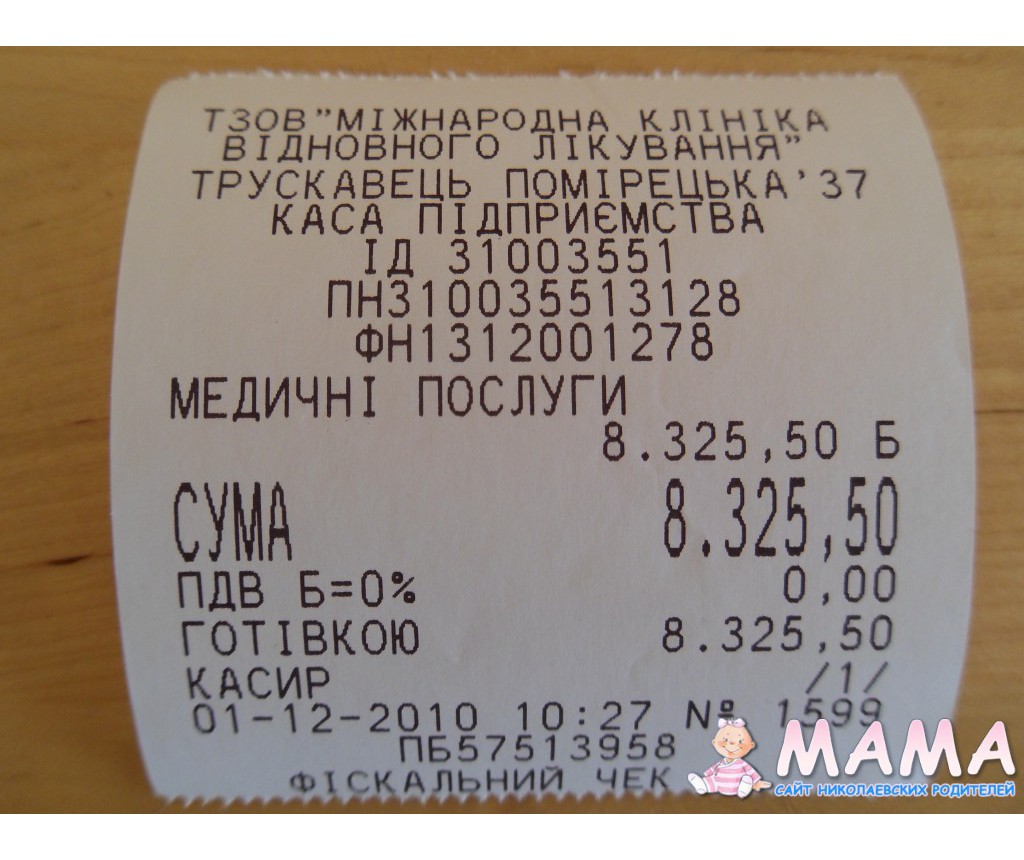 ТЗОВ"МІЖНАРОДНА КЛІНІКА
ВІДНОВНОГО ЛІКУВАННЯ"
ТРУСКАВЕЦЬ ПОМІРЕЦЬКА'37
КАСА ПІДПРИЄМСТВА
ІД 31003551
ПН310035513128
ФН1312001278
МЕДИЧНІ ПОСЛУГИ
8.325,50 Б
СУМА 8.325,50
ПДВ Б=0% 0,00
ГОТІВКОЮ 8.325,50
КАСИР /1/
01-12-2010 10:27 № 1599
ПБ57513958
ФІСКАЛЬНИЙ ЧЕК
МАМА
САЙТ НИКОЛАЕВСКИХ РОДИТЕЛЕЙ